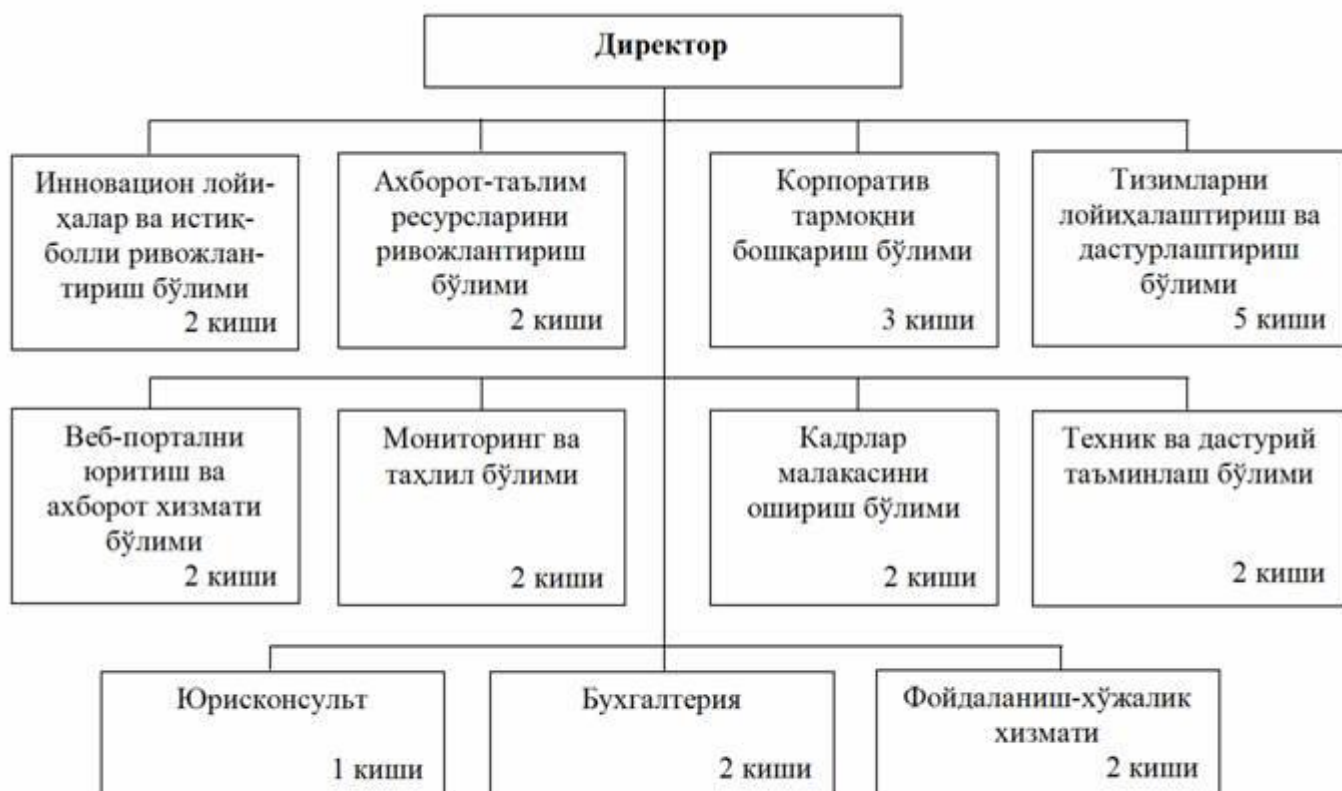 Директор
Инновацион лойи-
ҳалар ва истиқ-
болли ривожлан-
тириш бўлими
2 киши
Ахборот-таълим
ресурсларини
ривожлантириш
бўлими
2 киши
Корпоратив
тармоқни
бошқариш бўлими
3 киши
Тизимларни
лойиҳалаштириш ва
дастурлаштириш
бўлими
5 киши
Веб-портални
юритиш ва
ахборот хизмати
бўлими
2 киши
Мониторинг ва
таҳлил бўлими
2 киши
Кадрлар
малакасини
ошириш бўлими
2 киши
Техник ва дастурий
таъминлаш бўлими
2 киши
Юрисконсульт
1 киши
Бухгалтерия
2 киши
Фойдаланиш-хўжалик
хизмати
2 киши